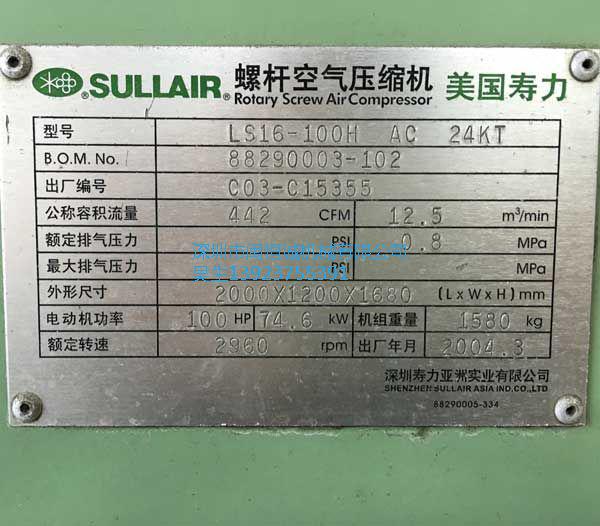 SULLAIR® 螺杆空气压缩机 美国寿力
Rotary Screw Air Compressor
型号 LS16-100H AC 24KT
B.O.M. No. 88290003-102
出厂编号 C03-C15355
公称容积流量 442 CFM 12.5 m³/min
额定排气压力 PSI 0.8 MPa
最大排气压力 PSI MPa
外形尺寸 2000X1200X1680 (L x W x H) mm
电动机功率 100 HP 74.6 kW 机组重量 1580 kg
额定转速 2960 rpm 出厂年月 2004.3
深圳寿力亚洲实业有限公司
SHENZHEN SULLAIR ASIA IND.CO.,LTD
88290005-334